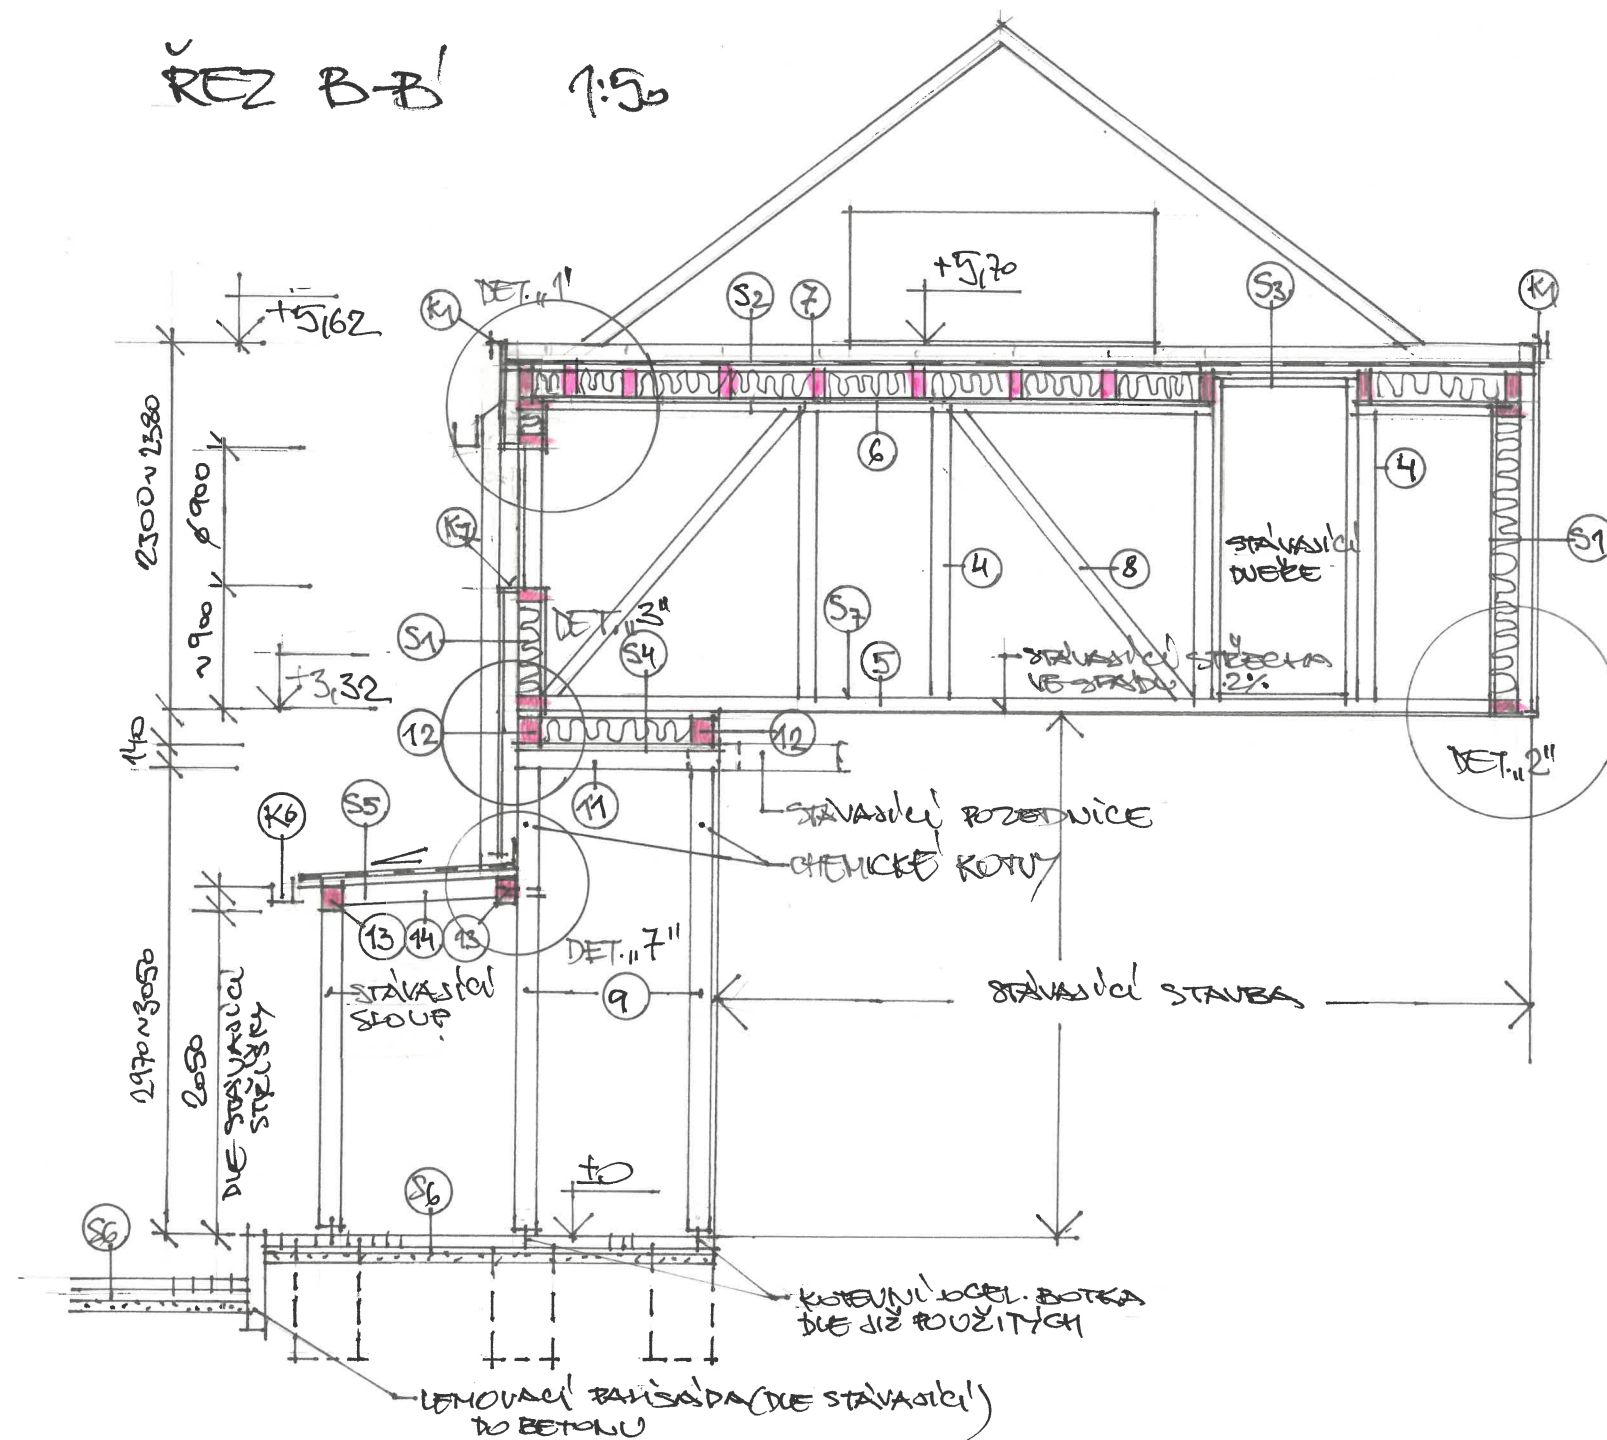 ŘEZ B-B' 1:50
+5,62
K1
DET. „1"
S2
7
+5,70
S3
K1
2300~2380
~900
900
6
4
K7
S1
DET. „3"
S4
S7
5
4
8
STÁVAJÍCÍ
DVEŘE
S1
STÁVAJÍCÍ STŘECHA
VE SPÁDU 2%
+3,32
140
12
12
DET. „2"
11
STÁVAJÍCÍ POZEDNICE
CHEMICKÉ KOTVY
K6
S5
13
14
13
DET. „7"
STÁVAJÍCÍ
SLOUP
9
STÁVAJÍCÍ STAVBA
2970~3050
2050
DLE STÁVAJÍCÍ
STŘÍŠKY
S6
S6
±0
KOTEVNÍ OCEL. BOTKA
DLE JIŽ POUŽITÝCH
LEMOVACÍ PALISÁDA (DLE STÁVAJÍCÍ)
DO BETONU